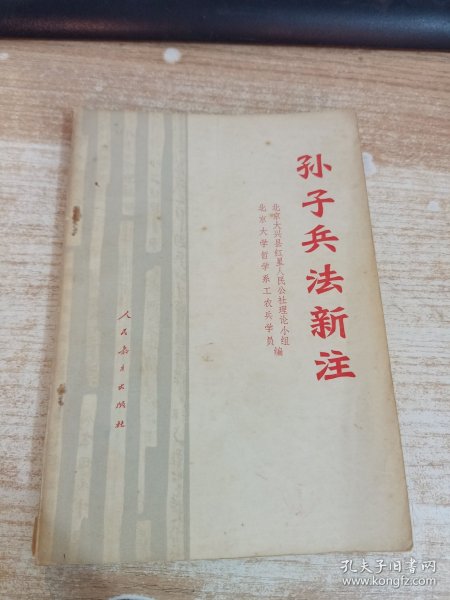 孙子兵法新注
北京大兴县红星人民公社理论小组
北京大学哲学系工农兵学员编
人民教育出版社
孔夫子旧书网
www.kongfz.com